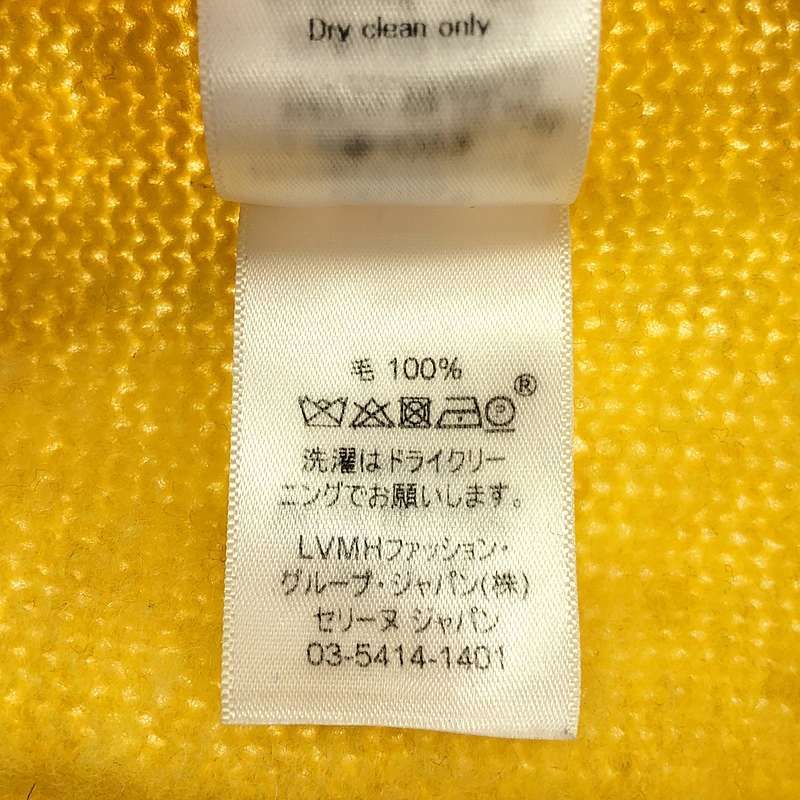 Dry clean only
毛 100%
®
洗濯はドライクリー
ニングでお願いします。
LVMHファッション・
グループ・ジャパン(株)
セリーヌ ジャパン
03-5414-1401